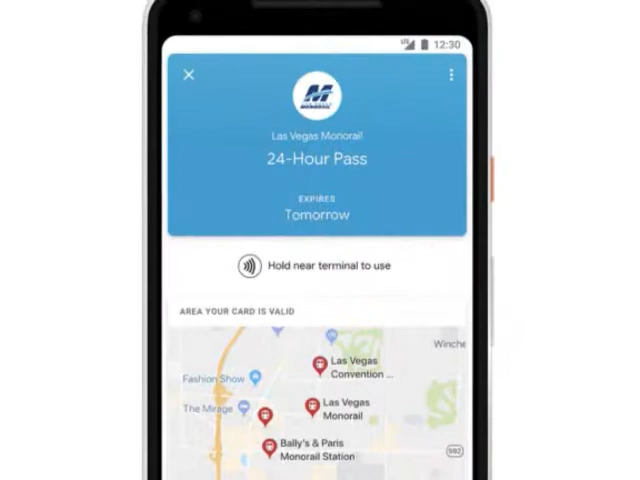 LTE 12:30
MONORAIL
Las Vegas Monorail
24-Hour Pass
EXPIRES
Tomorrow
Hold near terminal to use
AREA YOUR CARD IS VALID
Winche
Las Vegas
Convention ...
Fashion Show
Las Vegas
Monorail
The Mirage
Bally's & Paris
Monorail Station
592